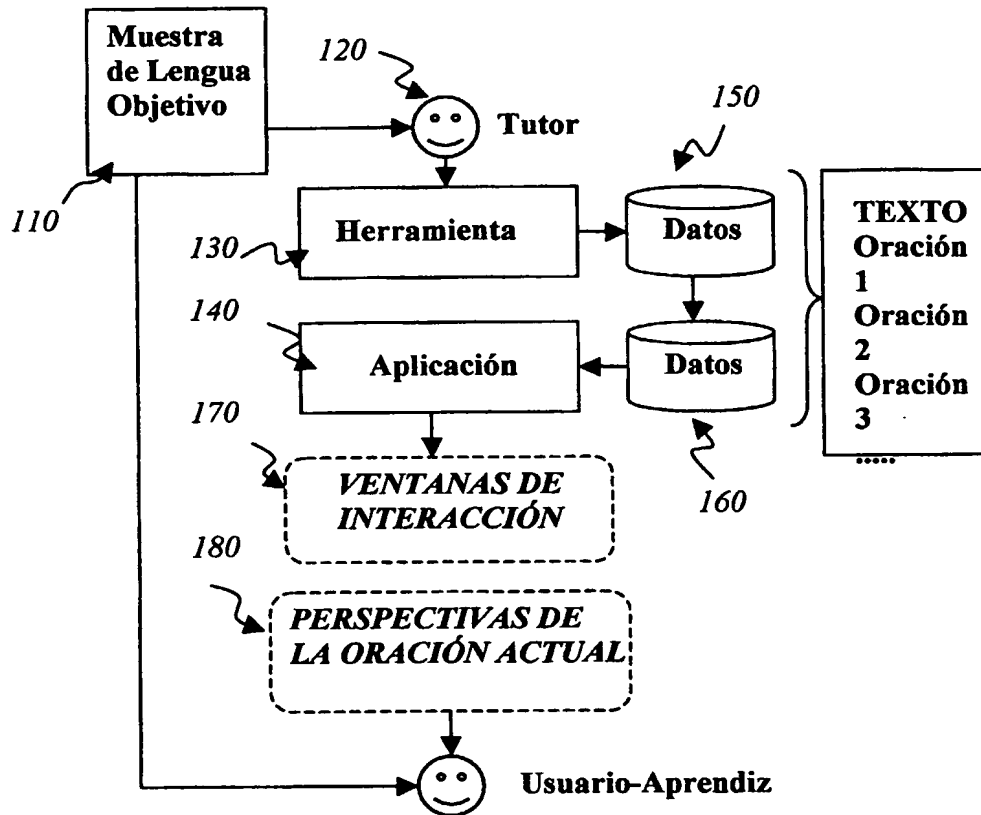 Muestra
de Lengua
Objetivo
120
Tutor
150
110
130
Herramienta
Datos
TEXTO
Oración
1
Oración
2
Oración
3
.....
140
Aplicación
Datos
170
VENTANAS DE
INTERACCIÓN
160
180
PERSPECTIVAS DE
LA ORACIÓN ACTUAL
Usuario-Aprendiz